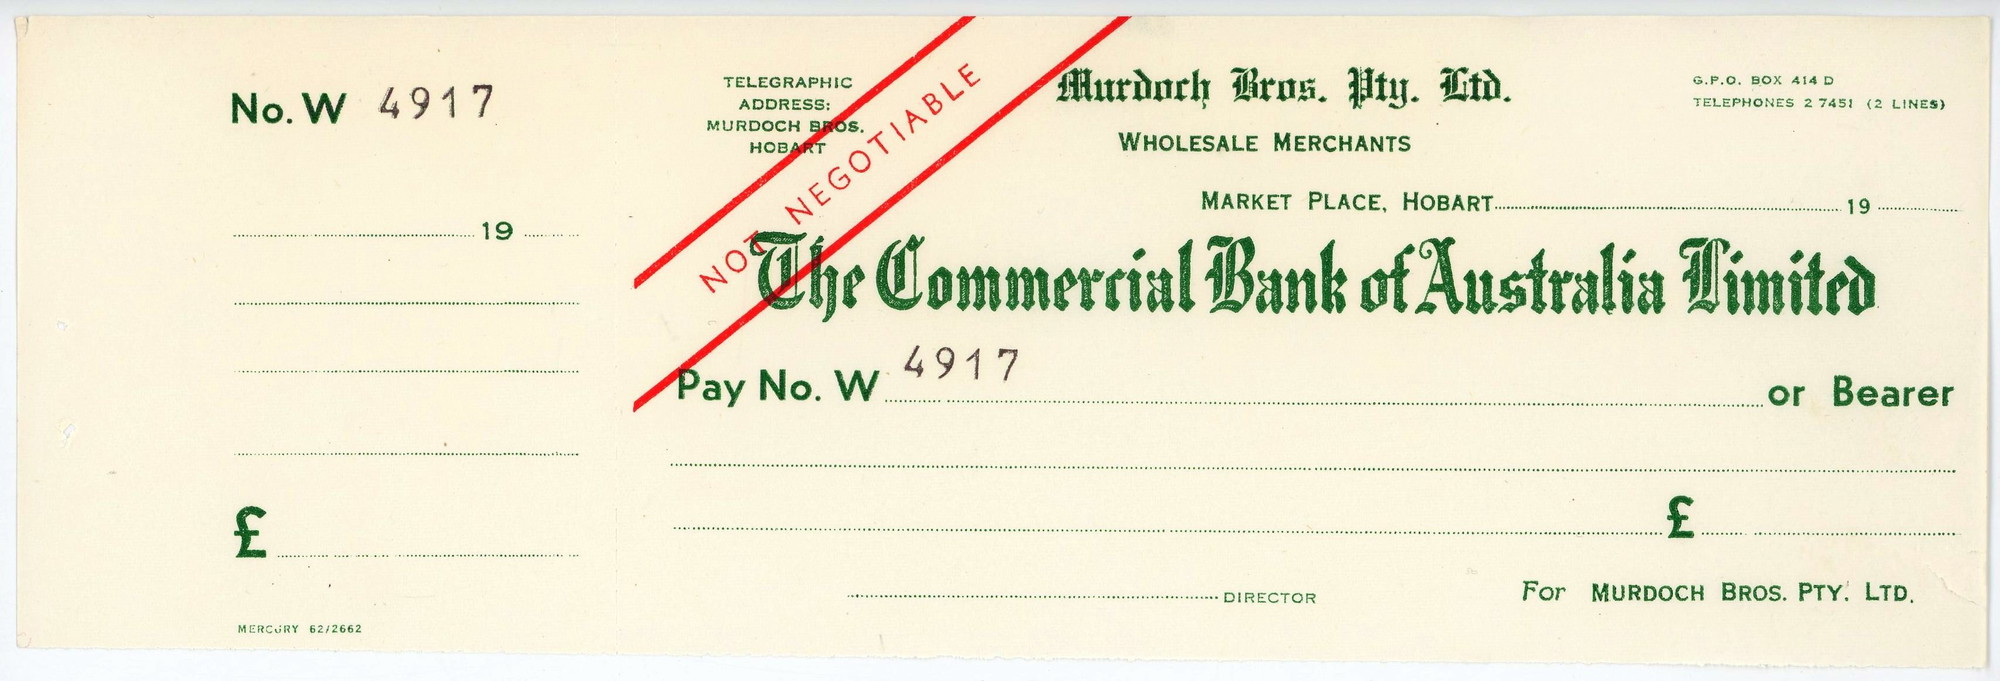 No. W 4917
19
£
MERCURY 62/2662
TELEGRAPHIC
ADDRESS:
MURDOCH BROS.
HOBART
NOT NEGOTIABLE
Murdoch Bros. Pty. Ltd.
WHOLESALE MERCHANTS
G.P.O. BOX 414 D
TELEPHONES 2 7451 (2 LINES)
MARKET PLACE, HOBART 19
The Commercial Bank of Australia Limited
Pay No. W 4917 or Bearer
£
DIRECTOR
For MURDOCH BROS. PTY. LTD.